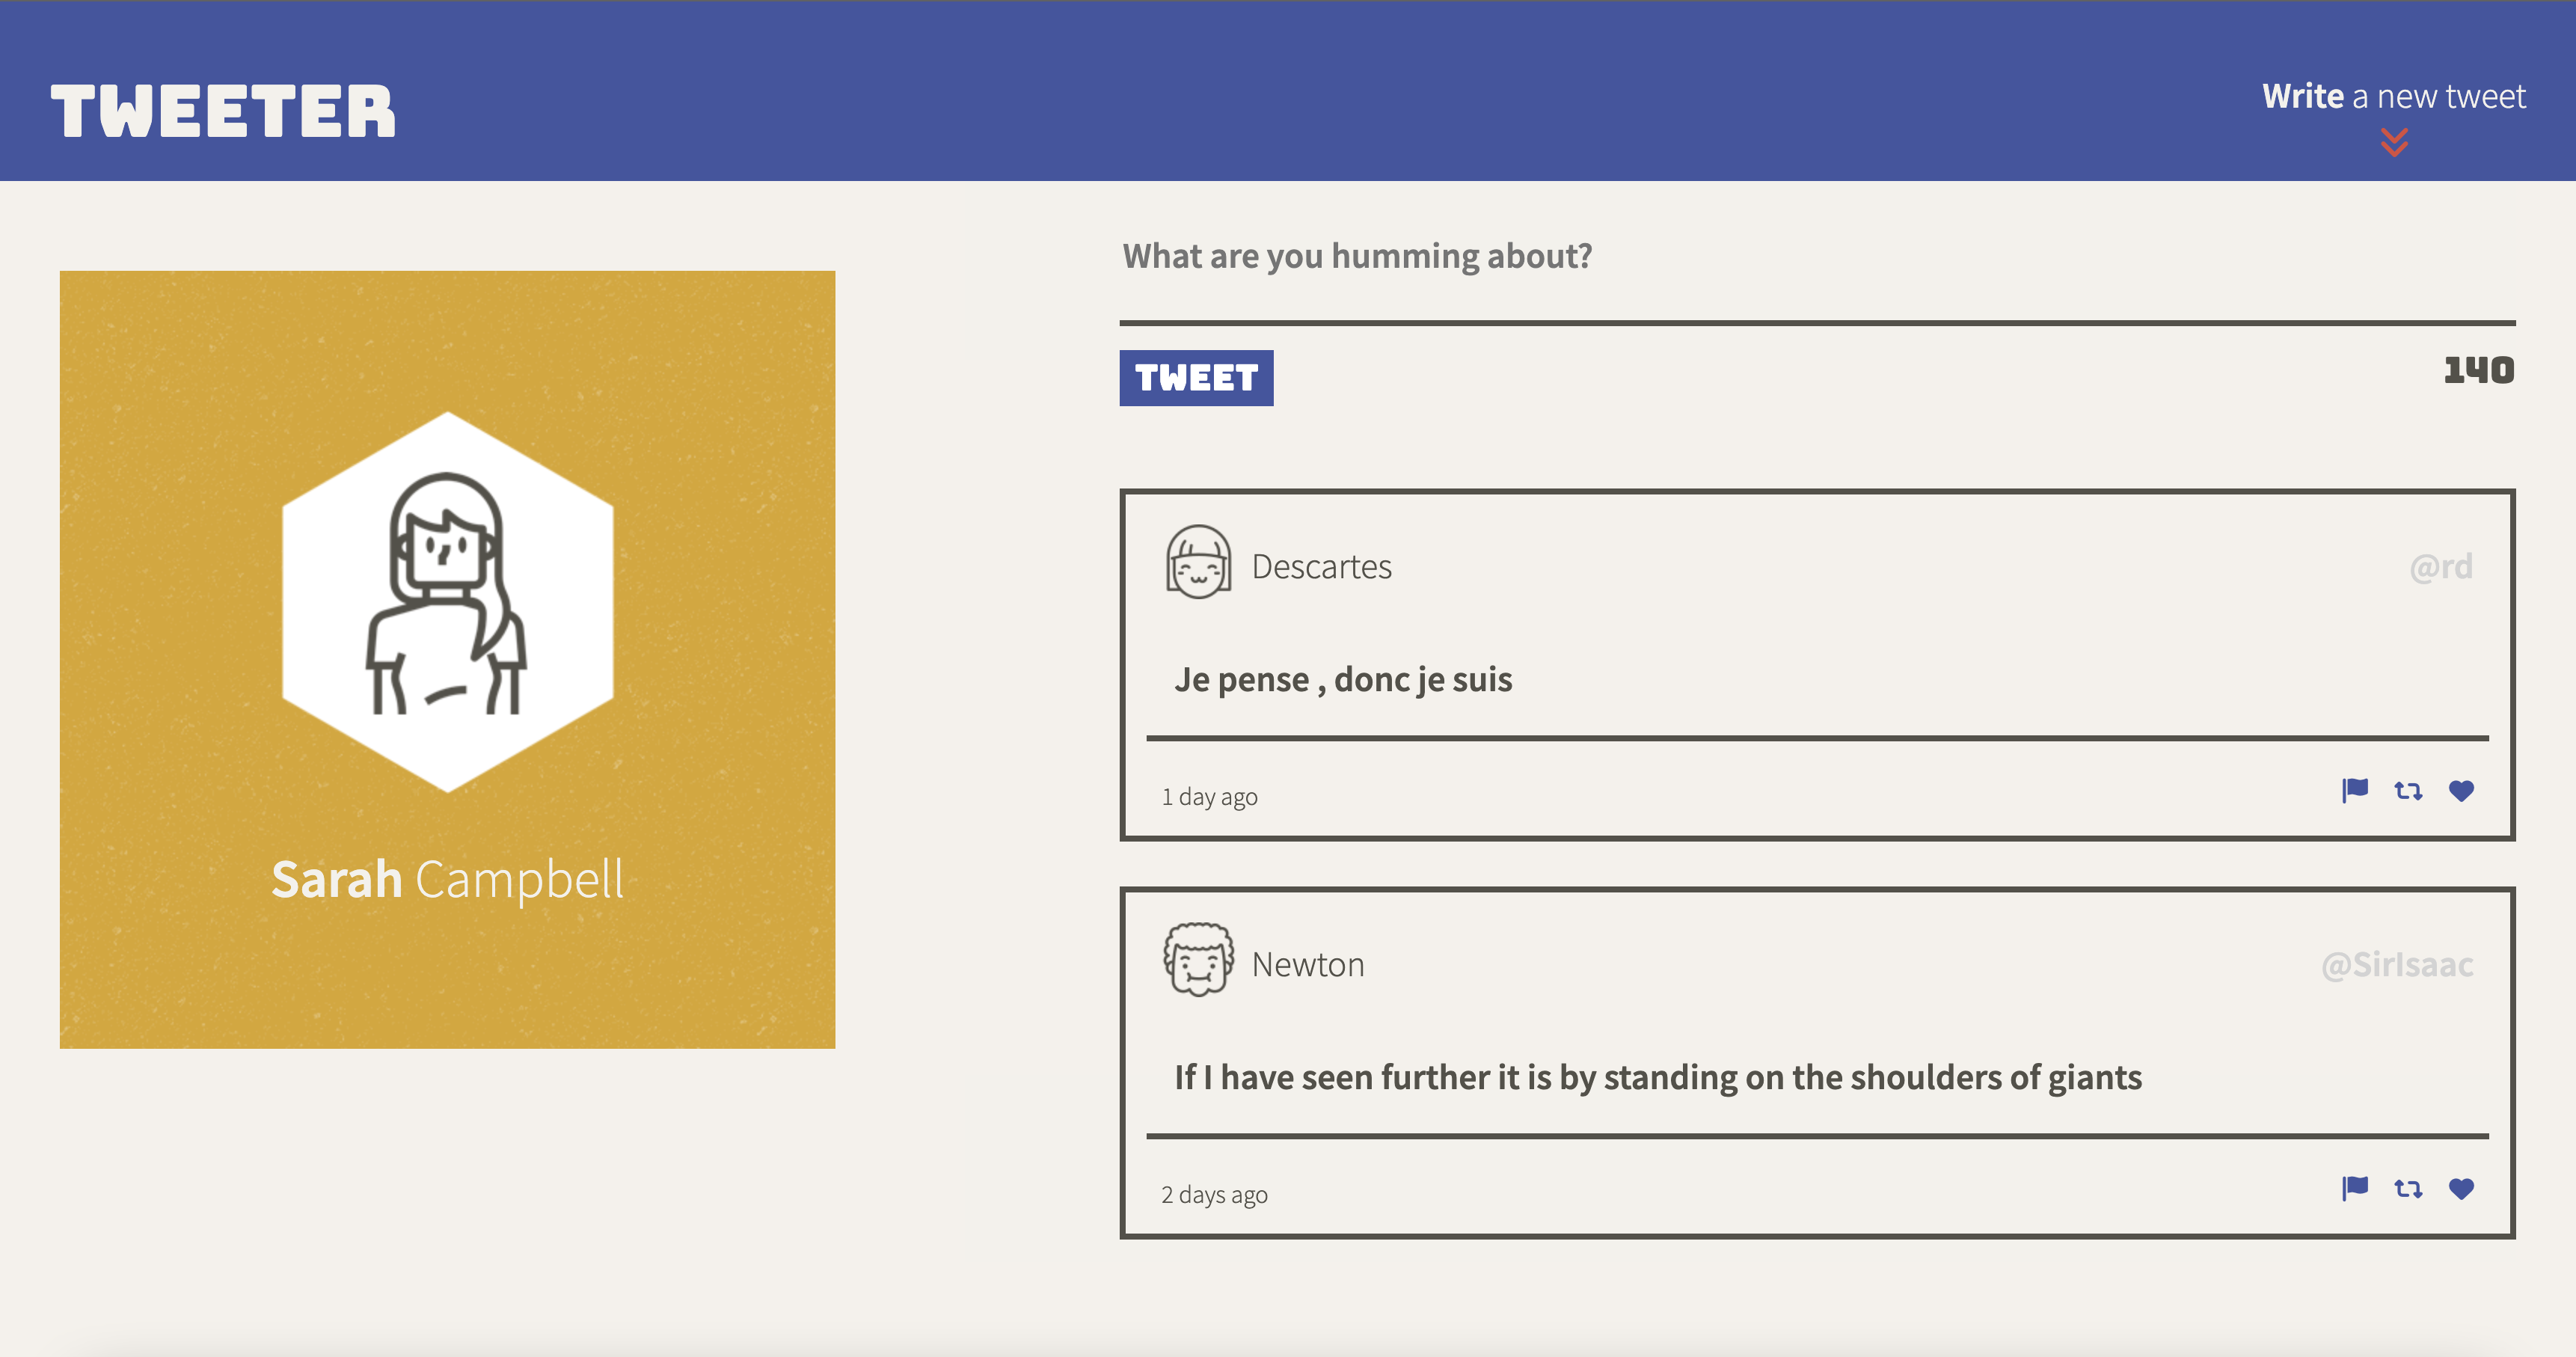 TWEETER
Write a new tweet
Sarah Campbell
What are you humming about?
TWEET
140
Descartes
@rd
Je pense , donc je suis
1 day ago
Newton
@SirIsaac
If I have seen further it is by standing on the shoulders of giants
2 days ago